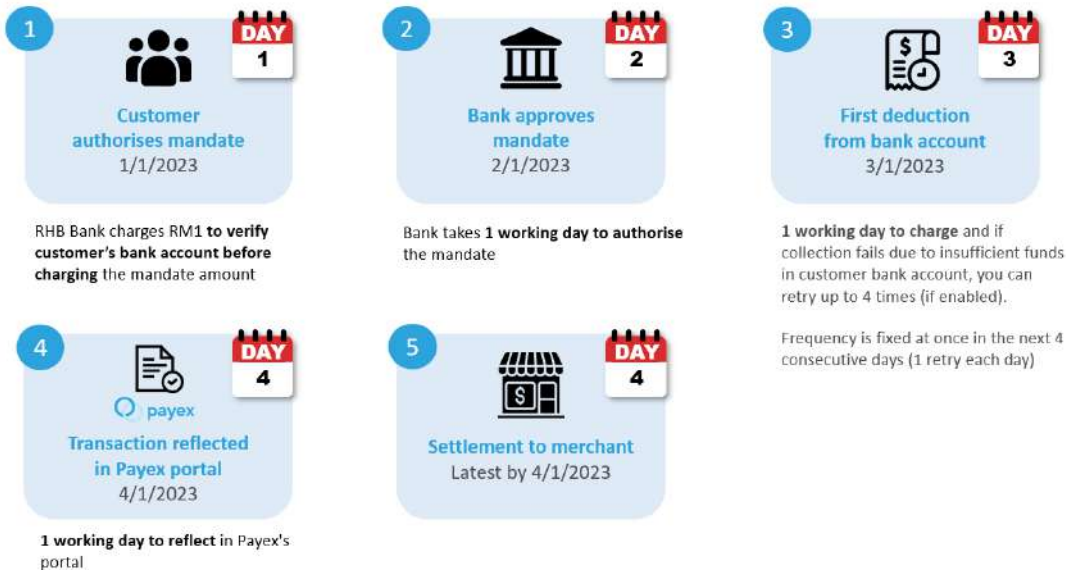 1
DAY
1
Customer
authorises mandate
1/1/2023
RHB Bank charges RM1 to verify
customer's bank account before
charging the mandate amount
2
DAY
2
Bank approves
mandate
2/1/2023
Bank takes 1 working day to authorise
the mandate
3
DAY
3
$
First deduction
from bank account
3/1/2023
1 working day to charge and if
collection fails due to insufficient funds
in customer bank account, you can
retry up to 4 times (if enabled).
Frequency is fixed at once in the next 4
consecutive days (1 retry each day)
4
DAY
4
payex
Transaction reflected
in Payex portal
4/1/2023
1 working day to reflect in Payex's
portal
5
DAY
4
$
Settlement to merchant
Latest by 4/1/2023